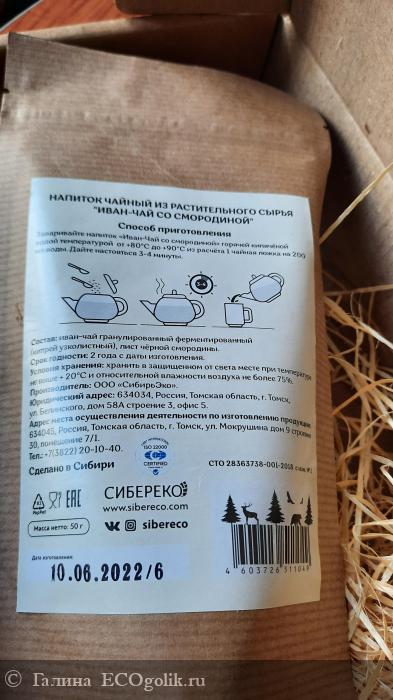 НАПИТОК ЧАЙНЫЙ ИЗ РАСТИТЕЛЬНОГО СЫРЬЯ
"ИВАН-ЧАЙ СО СМОРОДИНОЙ"
Способ приготовления
Заваривайте напиток «Иван-Чай со смородиной» горячей кипячёной
водой температурой от +80°С до +90°С из расчёта 1 чайная ложка на 200
мл воды. Дайте настояться 3-4 минуты.
Состав: иван-чай гранулированный ферментированный
(кипрей узколистный), лист чёрной смородины.
Срок годности: 2 года с даты изготовления.
Условия хранения: хранить в защищенном от света месте при температуре
не выше + 20°С и относительной влажности воздуха не более 75%.
Производитель: ООО «СибирьЭко».
Юридический адрес: 634034, Россия, Томская область, г. Томск,
ул. Белинского, дом 58А строение 3, офис 5.
Адрес места осуществления деятельности по изготовлению продукции:
634045, Россия, Томская область, г. Томск, ул. Мокрушина дом 9 строение
30, помещение 7/1.
Тел: +7(3822) 20-10-40.
Сделано в Сибири
ISO 22000
CERTIFIED
СТО 28363738-001-2018
PapPet
EAC
СИБЕРЕКО
www.sibereco.com
sibereco
Масса нетто: 50 г
4 603726 311049
Дата изготовления:
10.06.2022/6
Галина ECOgolik.ru